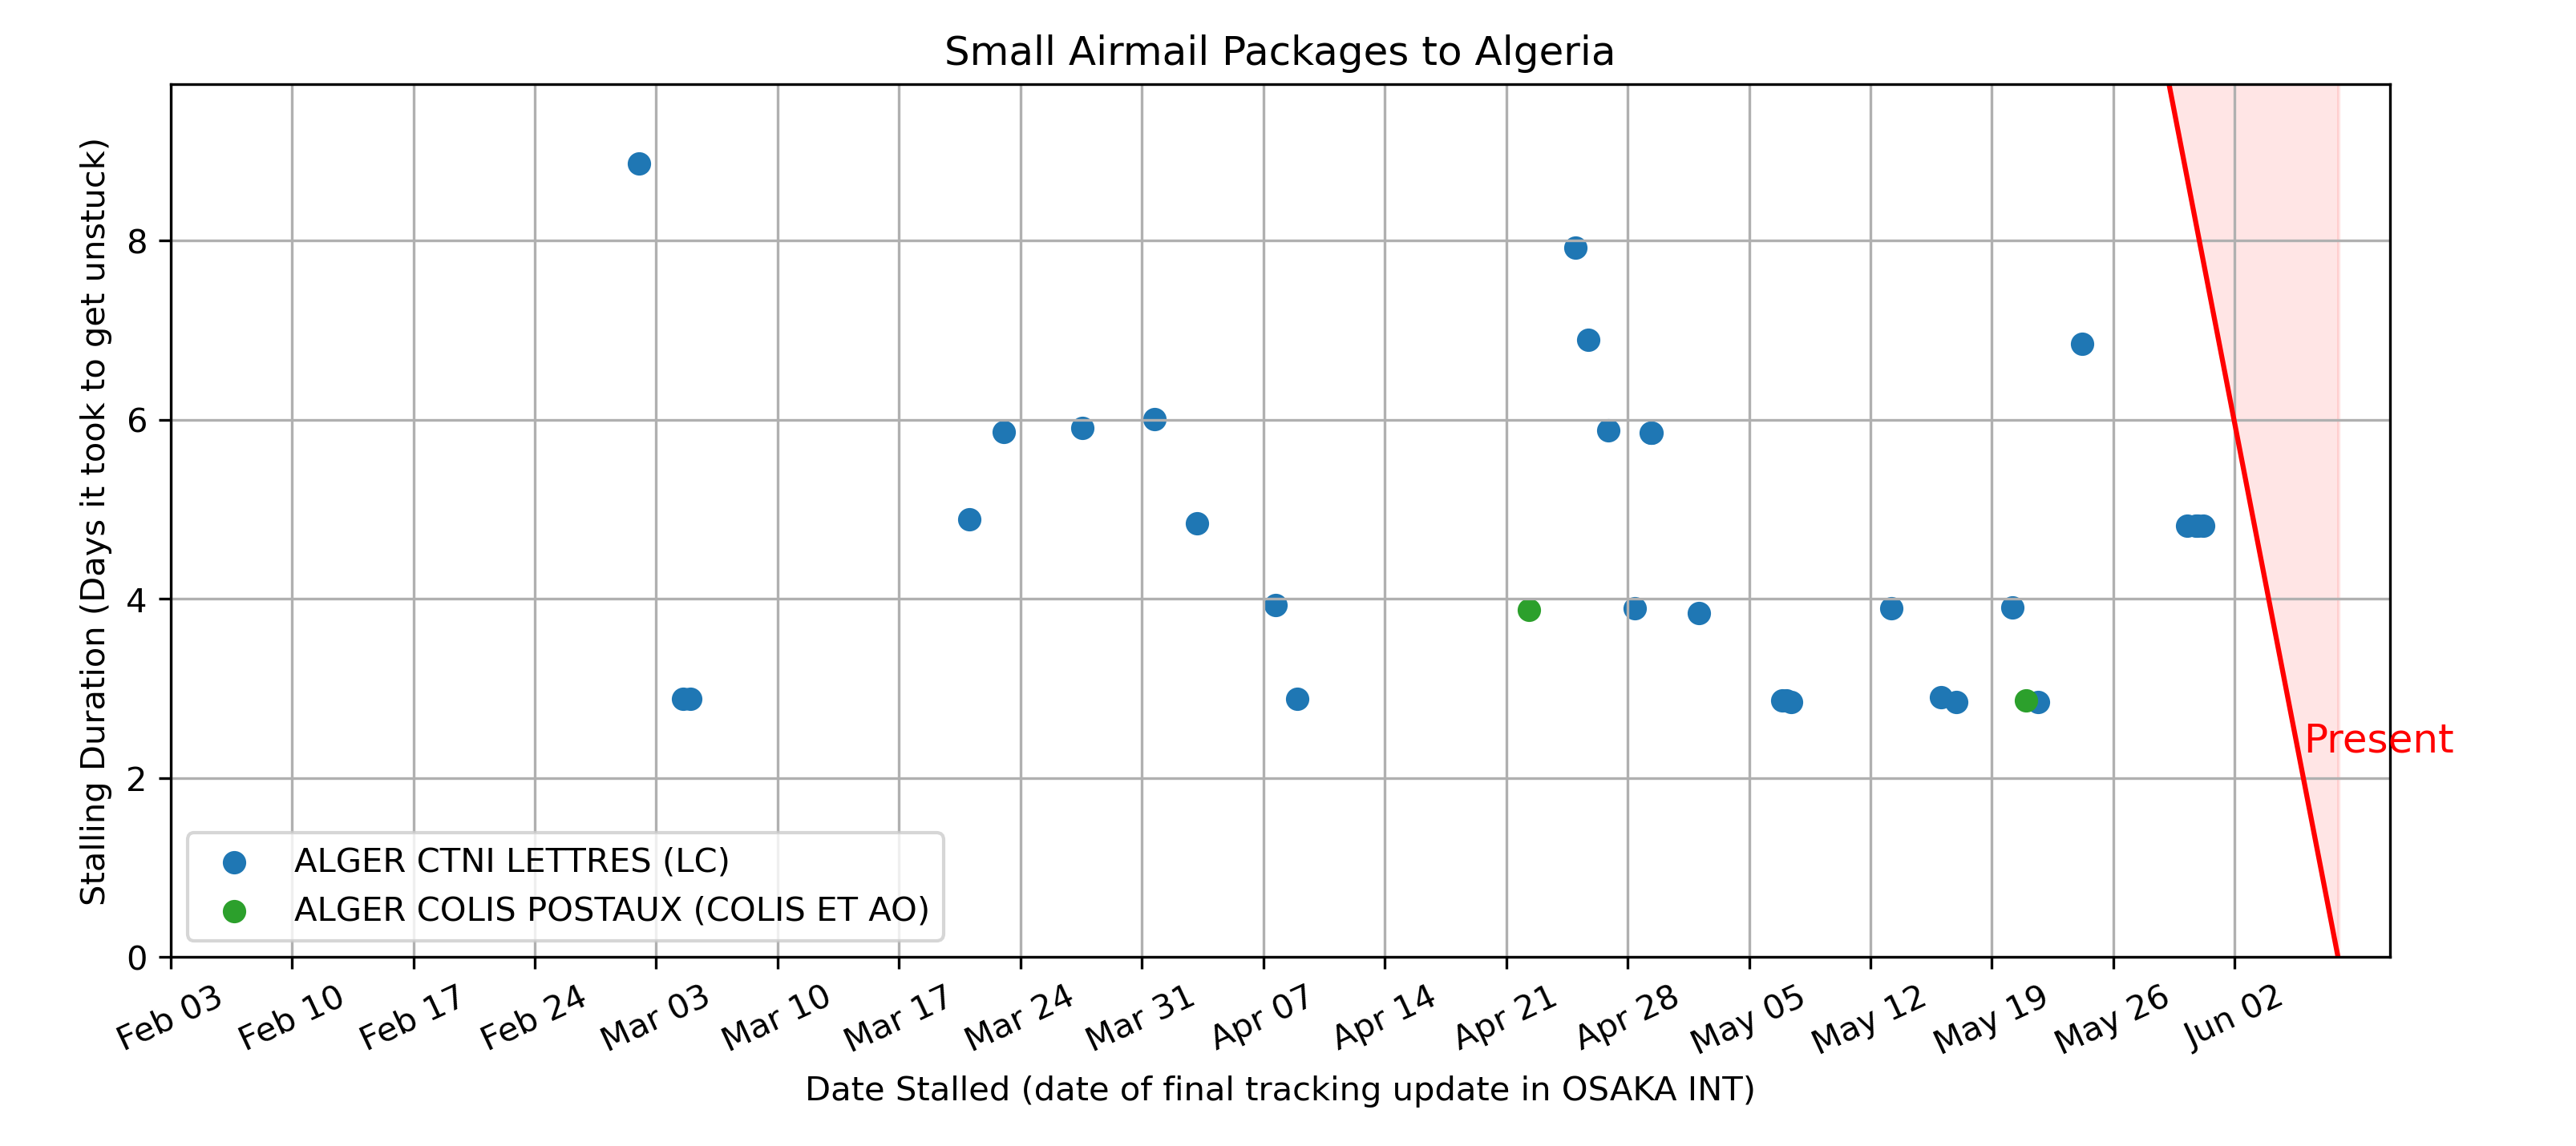 Small Airmail Packages to Algeria
Stalling Duration (Days it took to get unstuck)
8
6
4
2
0
Present
ALGER CTNI LETTRES (LC)
ALGER COLIS POSTAUX (COLIS ET AO)
Feb 03 Feb 10 Feb 17 Feb 24 Mar 03 Mar 10 Mar 17 Mar 24 Mar 31 Apr 07 Apr 14 Apr 21 Apr 28 May 05 May 12 May 19 May 26 Jun 02
Date Stalled (date of final tracking update in OSAKA INT)